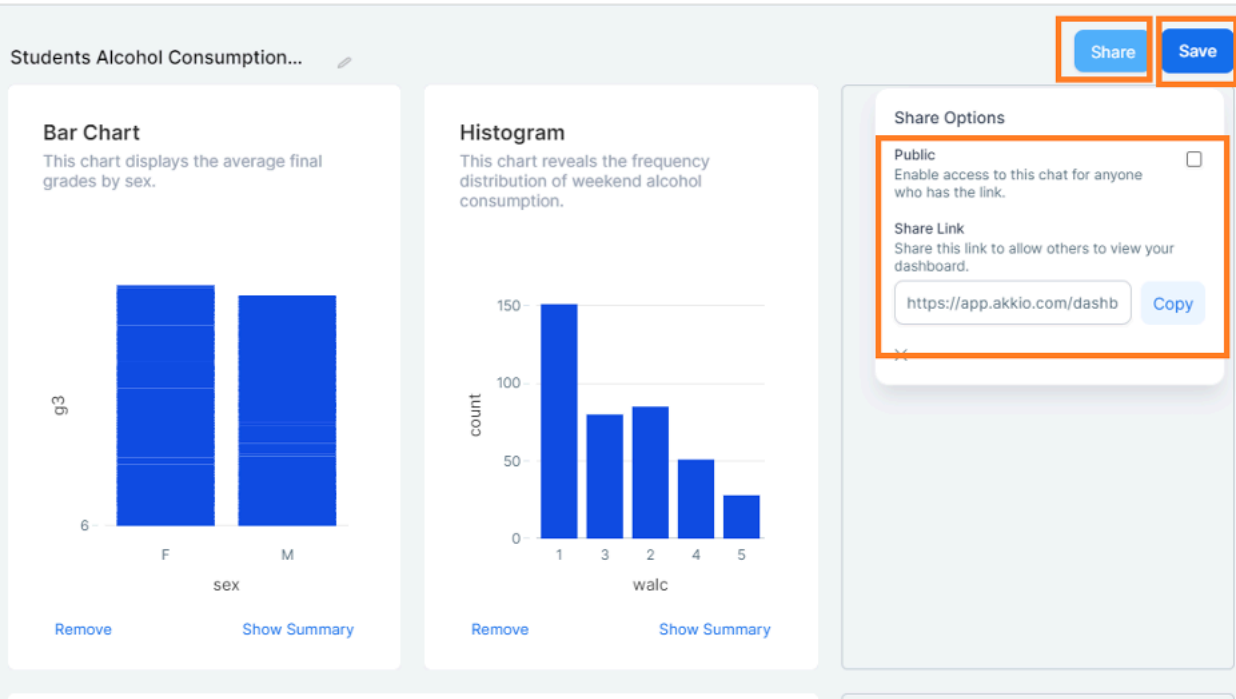 Students Alcohol Consumption...
Share
Save
Bar Chart
This chart displays the average final
grades by sex.
g3
6
F
M
sex
Remove
Show Summary
Histogram
This chart reveals the frequency
distribution of weekend alcohol
consumption.
count
150
100
50
0
1
3
2
4
5
walc
Remove
Show Summary
Share Options
Public
Enable access to this chat for anyone
who has the link.
Share Link
Share this link to allow others to view your
dashboard.
https://app.akkio.com/dashb
Copy